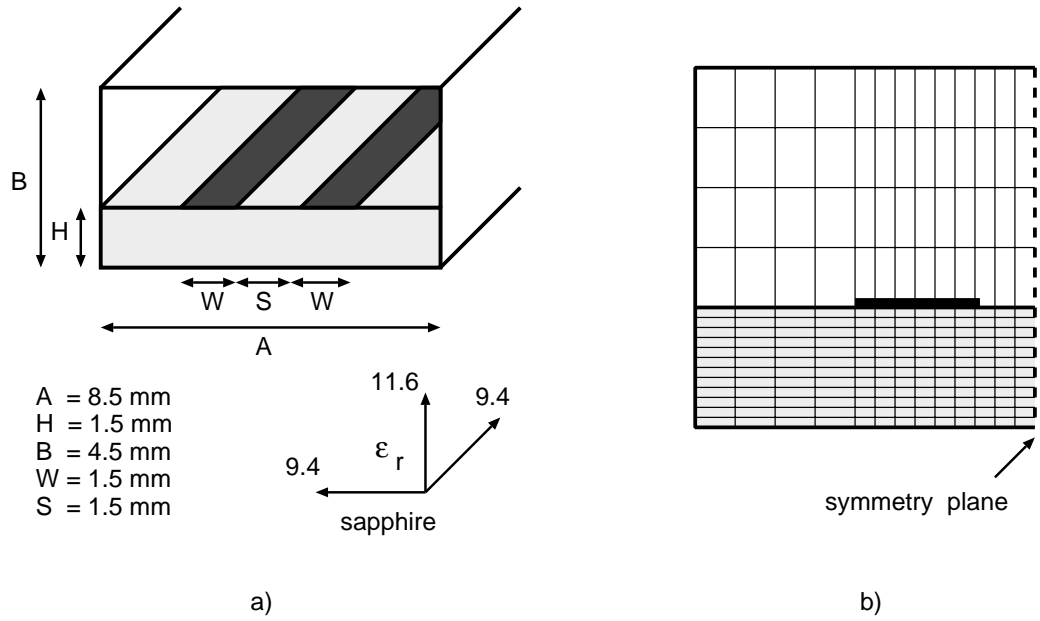 B
H
W S W
A
A = 8.5 mm
H = 1.5 mm
B = 4.5 mm
W = 1.5 mm
S = 1.5 mm
11.6
9.4
ε r
9.4
sapphire
symmetry plane
a)
b)